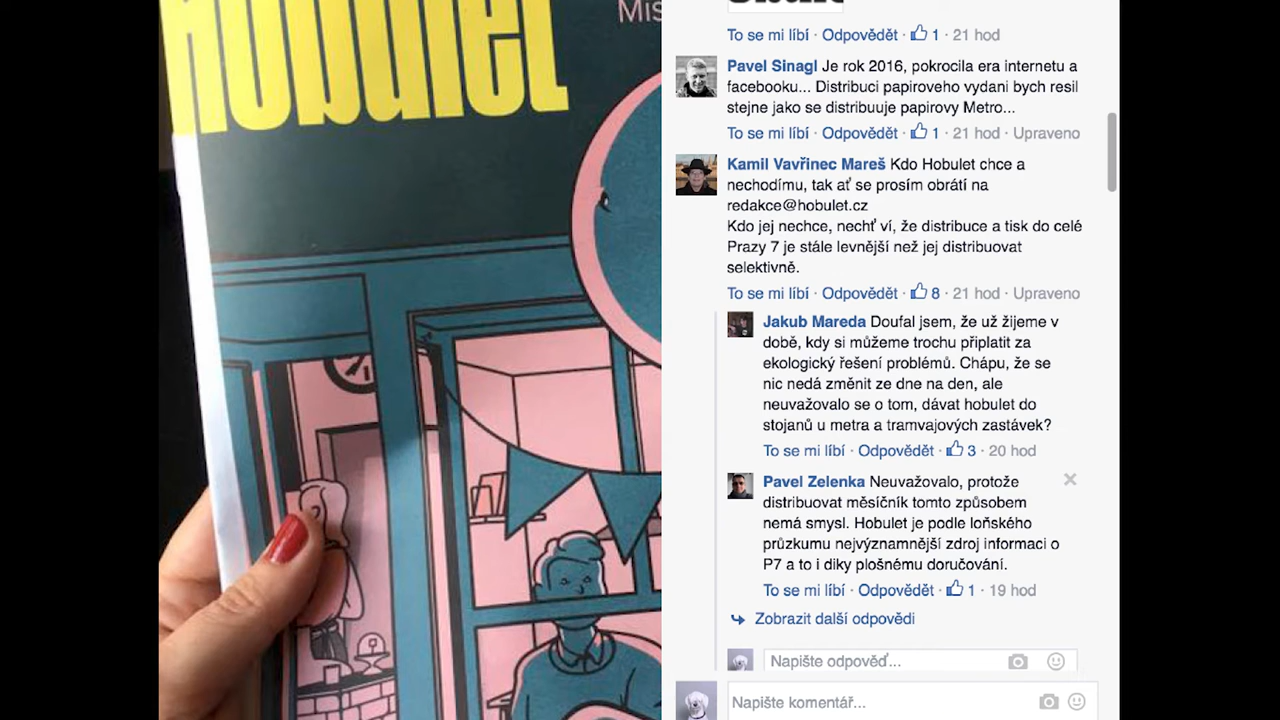 Hobulet
To se mi líbí · Odpovědět · 1 · 21 hod
Pavel Sinagl Je rok 2016, pokrocila era internetu a
facebooku... Distribuci papiroveho vydani bych resil
stejne jako se distribuuje papirovy Metro...
To se mi líbí · Odpovědět · 1 · 21 hod · Upraveno
Kamil Vavřinec Mareš Kdo Hobulet chce a
nechodímu, tak ať se prosím obrátí na
redakce@hobulet.cz
Kdo jej nechce, nechť ví, že distribuce a tisk do celé
Prazy 7 je stále levnější než jej distribuovat
selektivně.
To se mi líbí · Odpovědět · 8 · 21 hod · Upraveno
Jakub Mareda Doufal jsem, že už žijeme v
době, kdy si můžeme trochu připlatit za
ekologický řešení problémů. Chápu, že se
nic nedá změnit ze dne na den, ale
neuvažovalo se o tom, dávat hobulet do
stojanů u metra a tramvajových zastávek?
To se mi líbí · Odpovědět · 3 · 20 hod
Pavel Zelenka Neuvažovalo, protože
distribuovat měsíčník tomto způsobem
nemá smysl. Hobulet je podle loňského
průzkumu nejvýznamnější zdroj informaci o
P7 a to i diky plošnému doručování.
To se mi líbí · Odpovědět · 1 · 19 hod
Zobrazit další odpovědi
Napište odpověď...
Napište komentář...